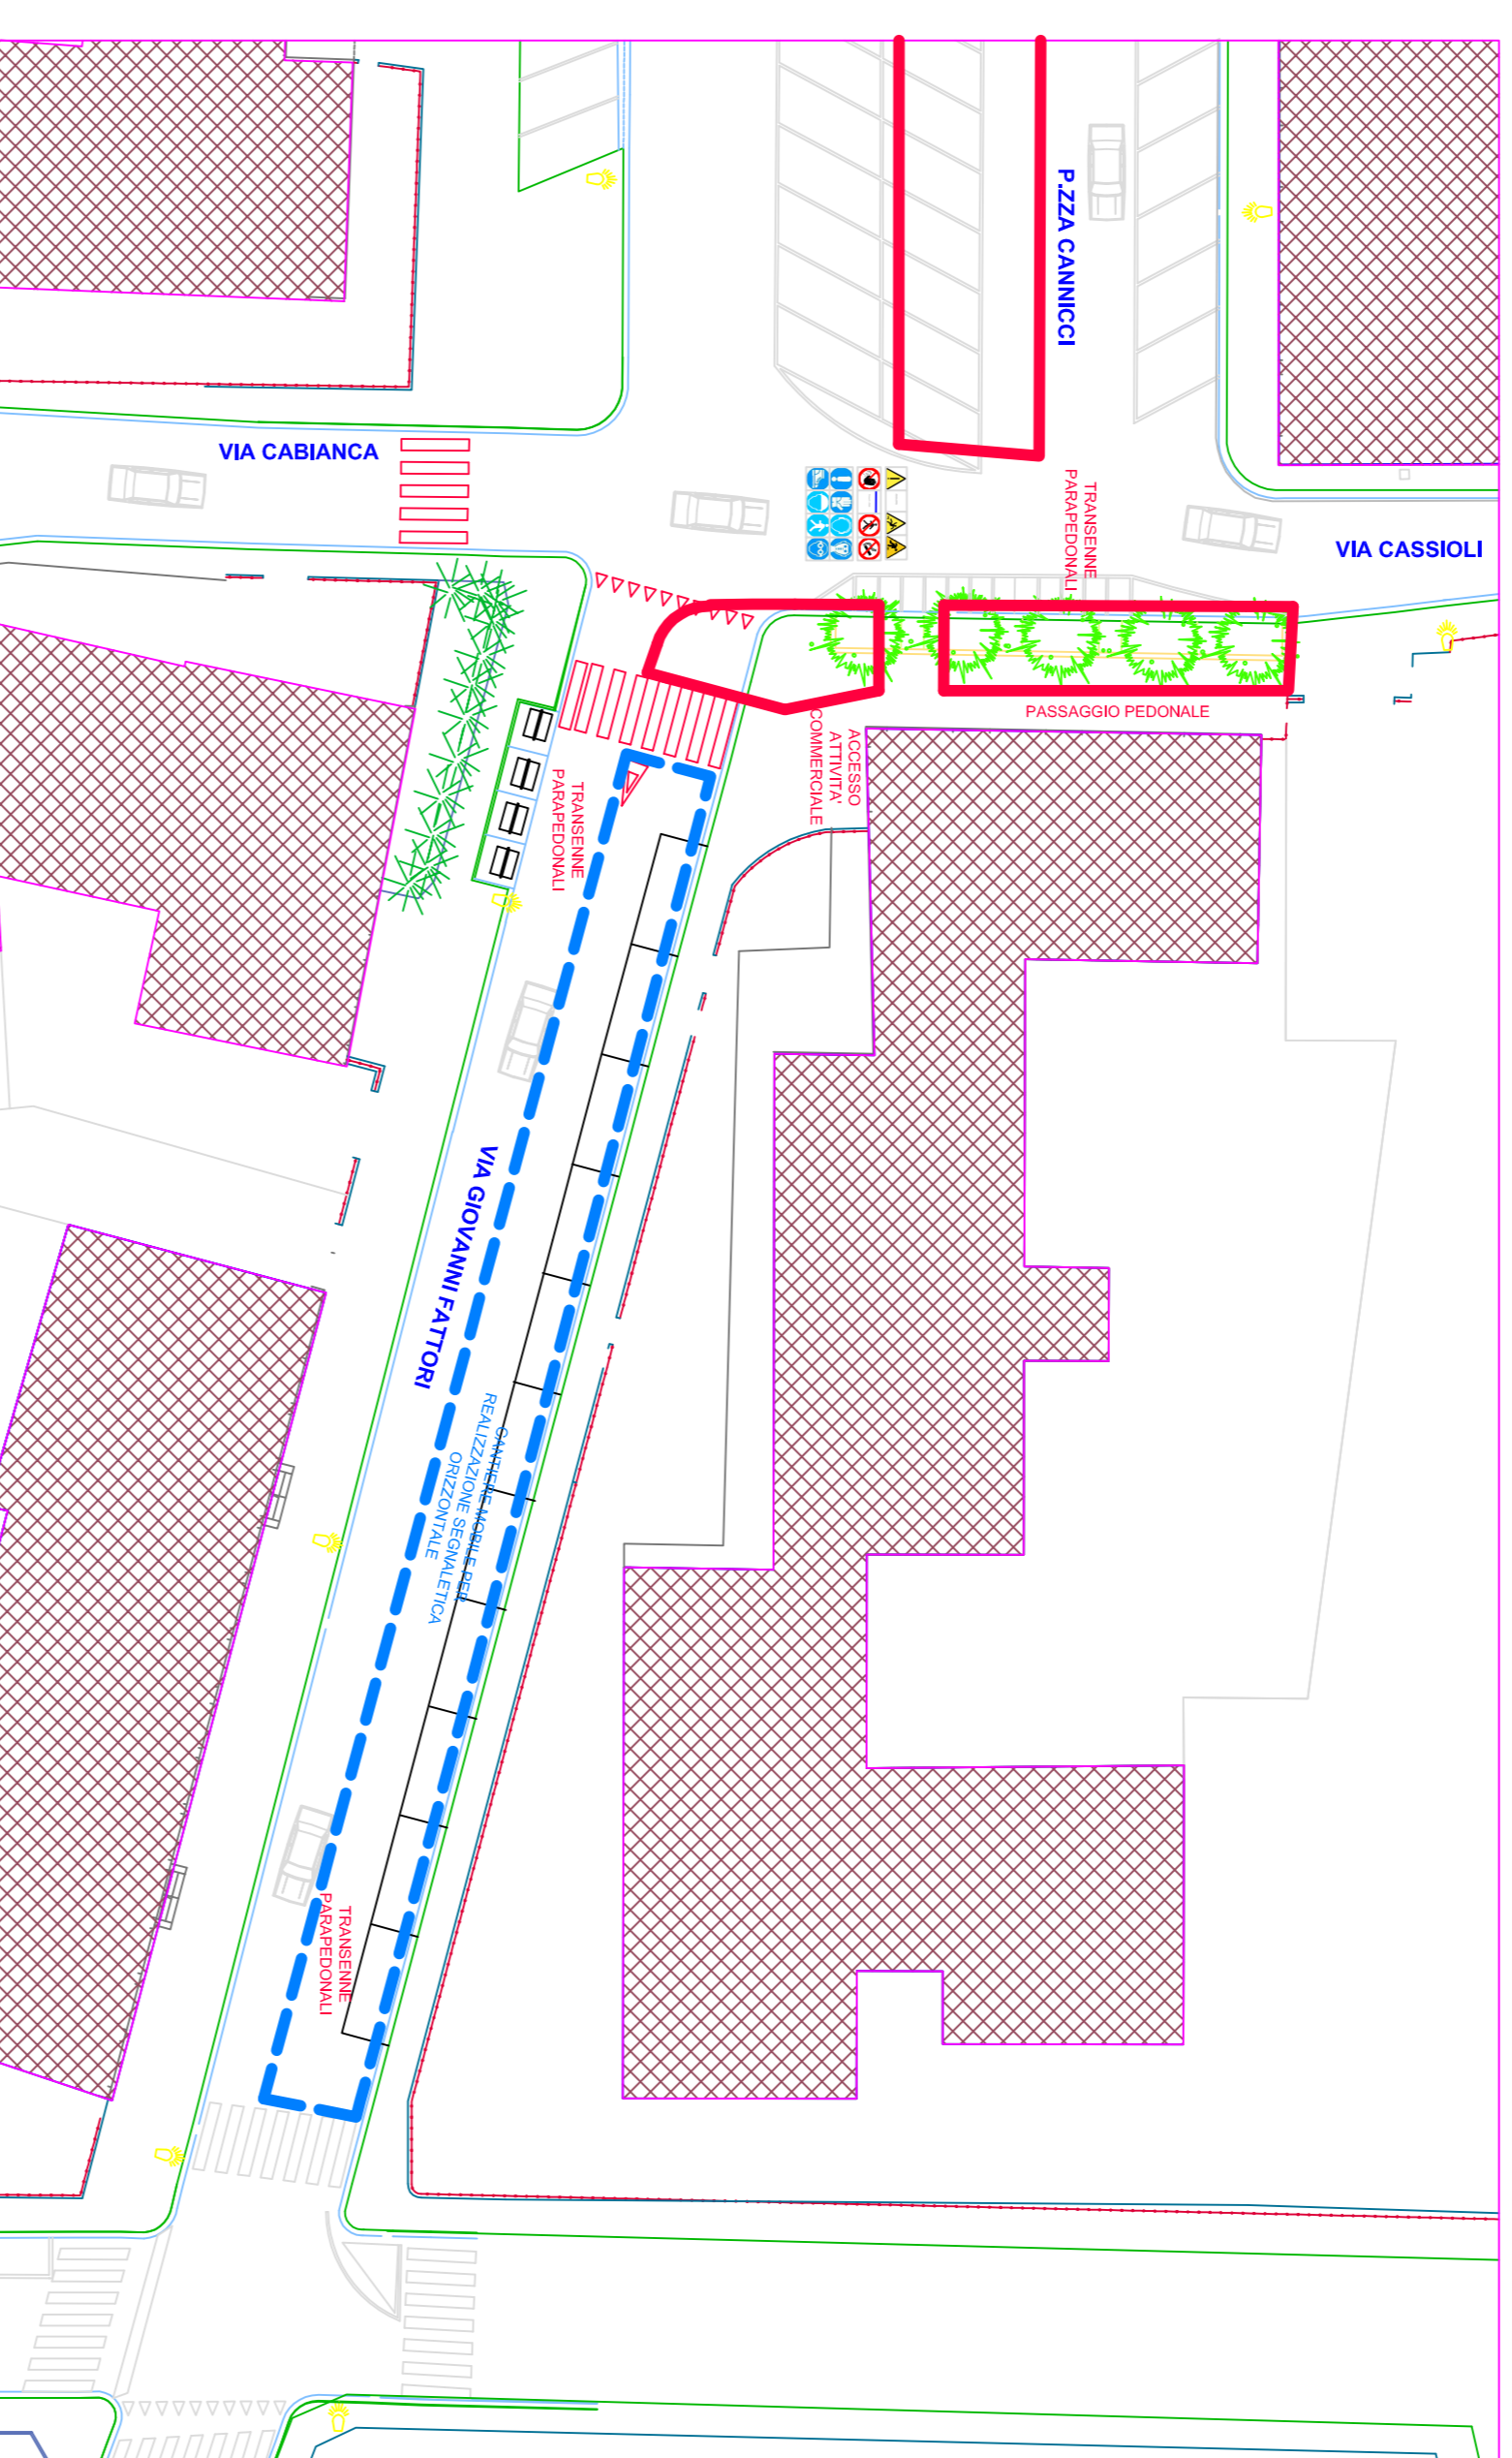 P.ZZA CANNICCI
VIA CABIANCA
TRANSENNE
PARAPEDONALI
VIA CASSIOLI
PASSAGGIO PEDONALE
ACCESSO
ATTIVITA'
COMMERCIALE
TRANSENNE
PARAPEDONALI
VIA GIOVANNI FATTORI
CANTIERE MOBILE PER
REALIZZAZIONE SEGNALETICA
ORIZZONTALE
TRANSENNE
PARAPEDONALI